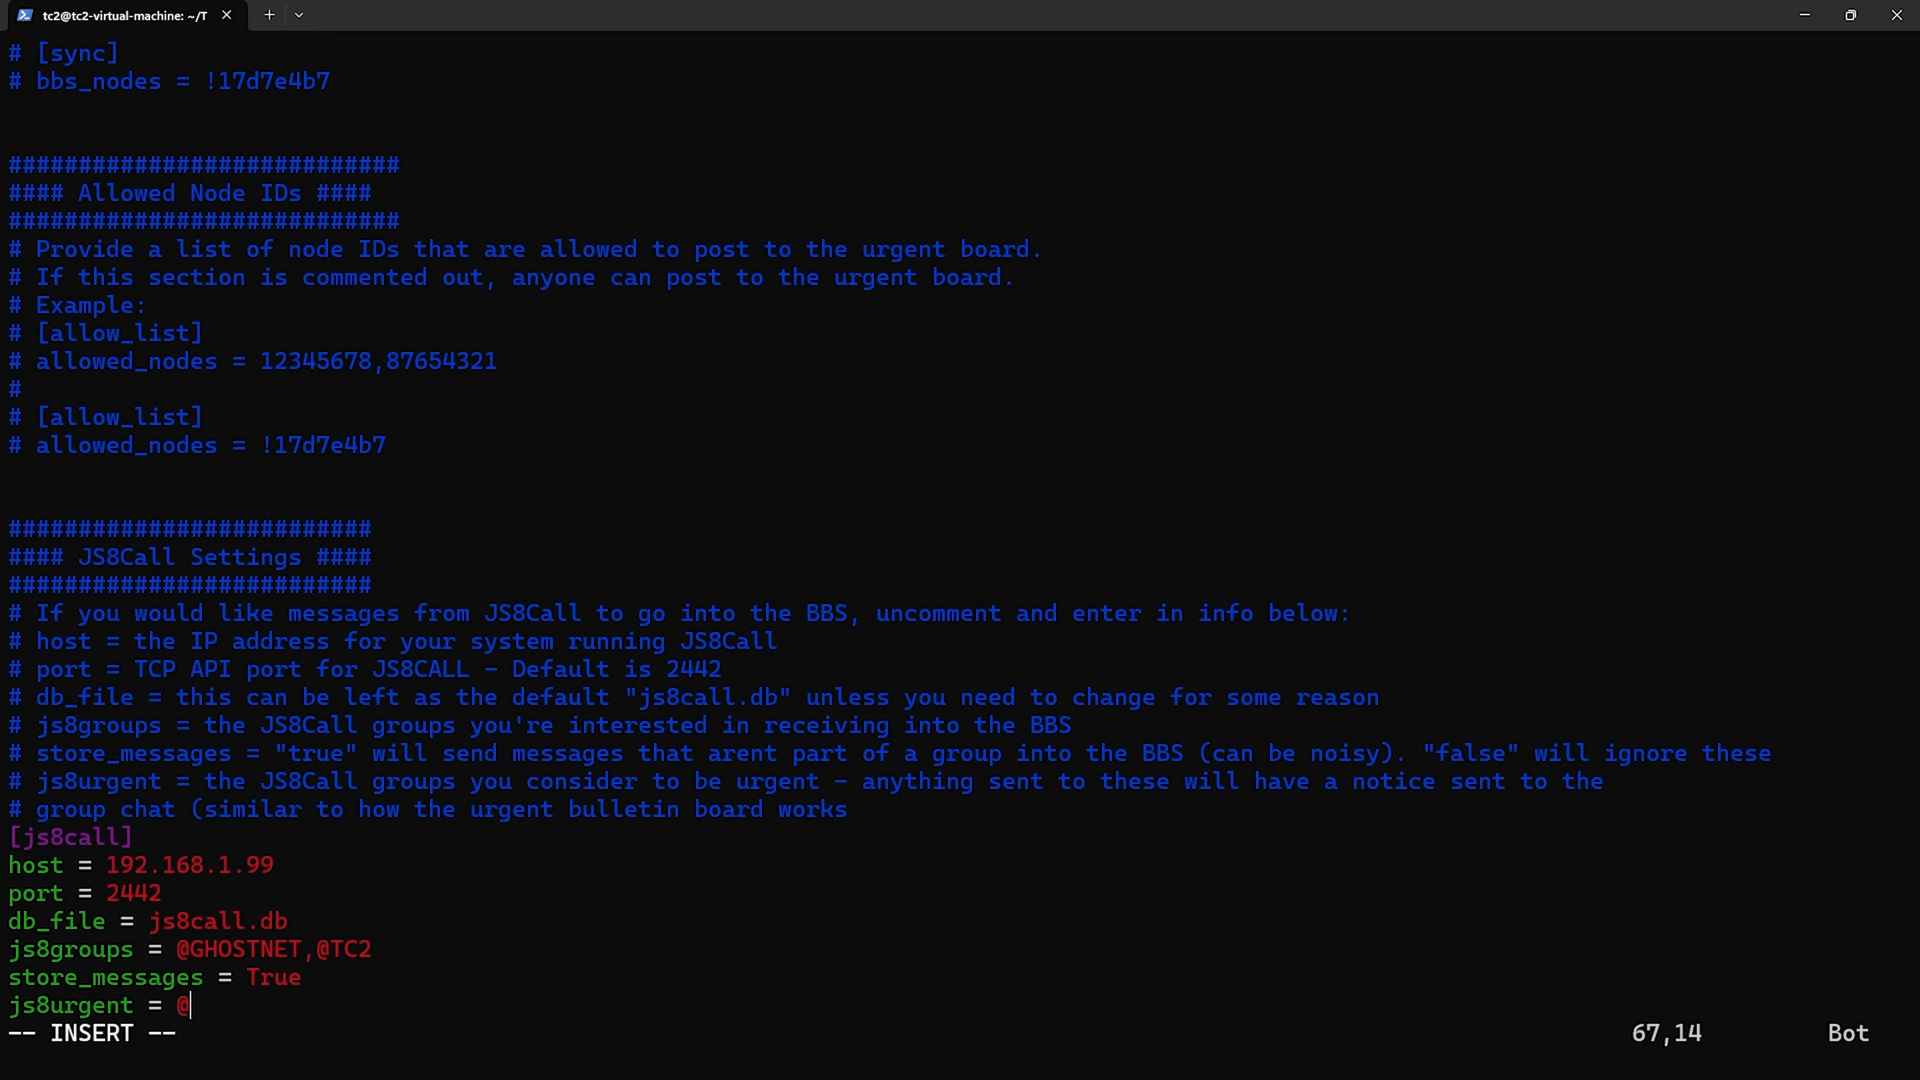 tc2@tc2-virtual-machine: ~/T
# [sync]
# bbs_nodes = !17d7e4b7
############################
#### Allowed Node IDs ####
############################
# Provide a list of node IDs that are allowed to post to the urgent board.
# If this section is commented out, anyone can post to the urgent board.
# Example:
# [allow_list]
# allowed_nodes = 12345678,87654321
#
# [allow_list]
# allowed_nodes = !17d7e4b7
##########################
#### JS8Call Settings ####
##########################
# If you would like messages from JS8Call to go into the BBS, uncomment and enter in info below:
# host = the IP address for your system running JS8Call
# port = TCP API port for JS8CALL - Default is 2442
# db_file = this can be left as the default "js8call.db" unless you need to change for some reason
# js8groups = the JS8Call groups you're interested in receiving into the BBS
# store_messages = "true" will send messages that arent part of a group into the BBS (can be noisy). "false" will ignore these
# js8urgent = the JS8Call groups you consider to be urgent - anything sent to these will have a notice sent to the
# group chat (similar to how the urgent bulletin board works
[js8call]
host = 192.168.1.99
port = 2442
db_file = js8call.db
js8groups = @GHOSTNET,@TC2
store_messages = True
js8urgent = @
-- INSERT -- 67,14 Bot